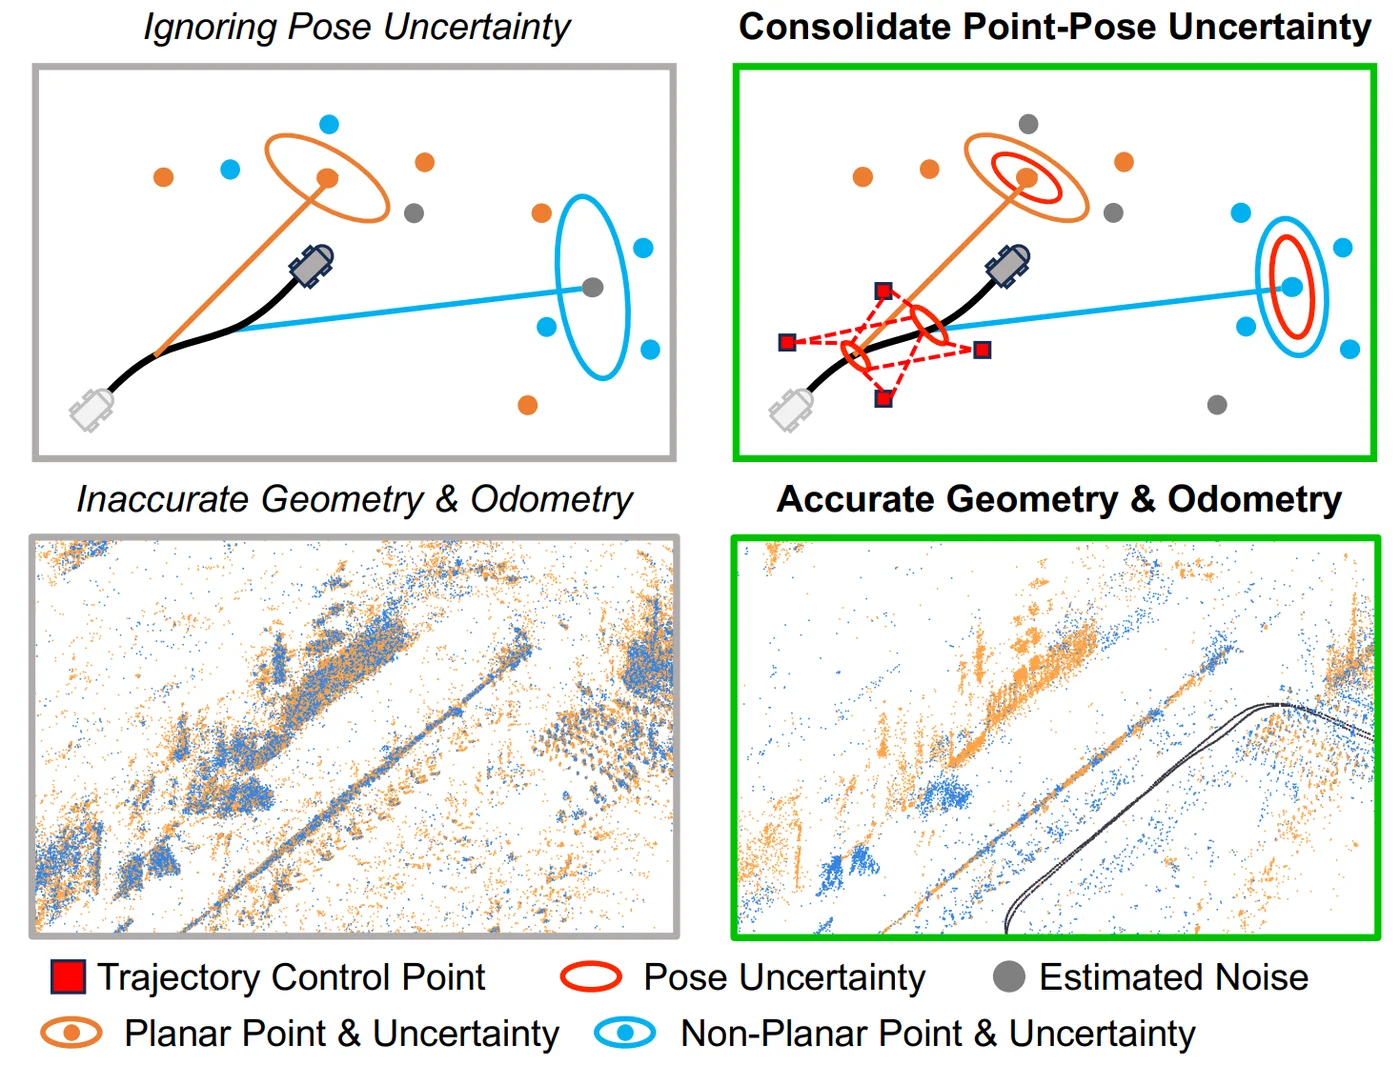 Ignoring Pose Uncertainty
Consolidate Point-Pose Uncertainty
Inaccurate Geometry & Odometry
Accurate Geometry & Odometry
Trajectory Control Point
Pose Uncertainty
Estimated Noise
Planar Point & Uncertainty
Non-Planar Point & Uncertainty